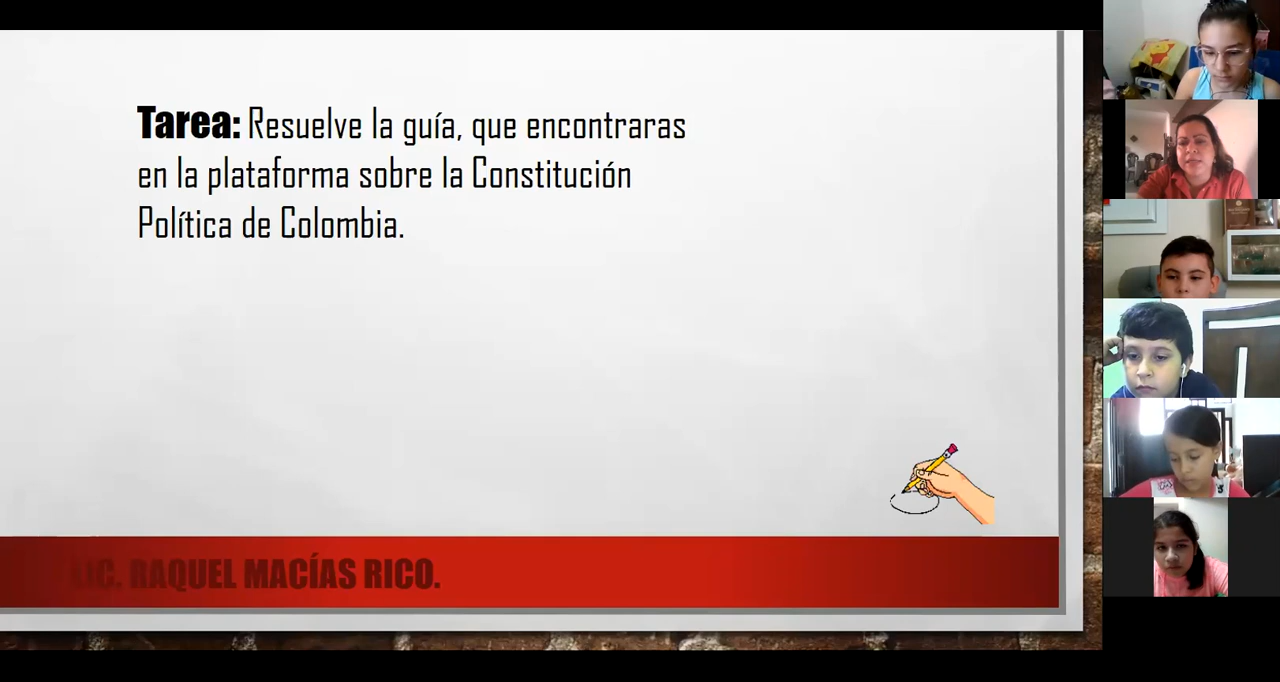 Tarea: Resuelve la guía, que encontraras
en la plataforma sobre la Constitución
Política de Colombia.
LIC. RAQUEL MACÍAS RICO.